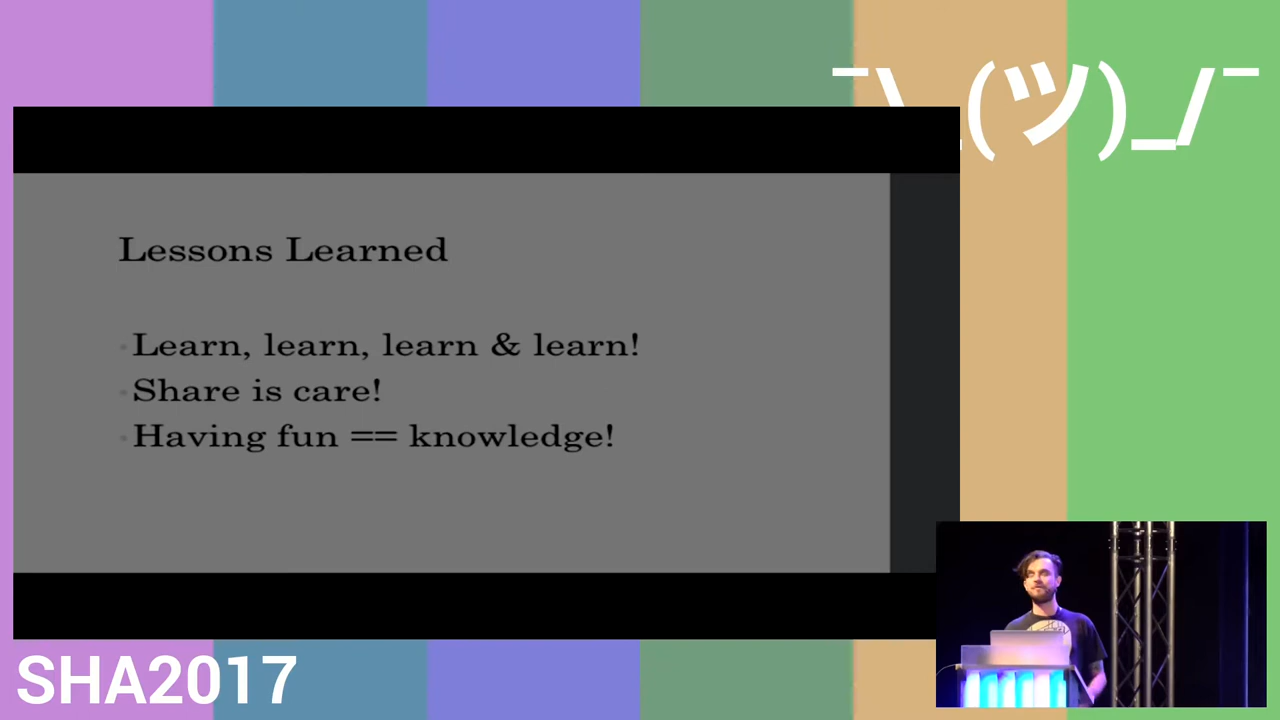 ¯\_(ツ)_/¯
Lessons Learned
Learn, learn, learn & learn!
Share is care!
Having fun == knowledge!
SHA2017